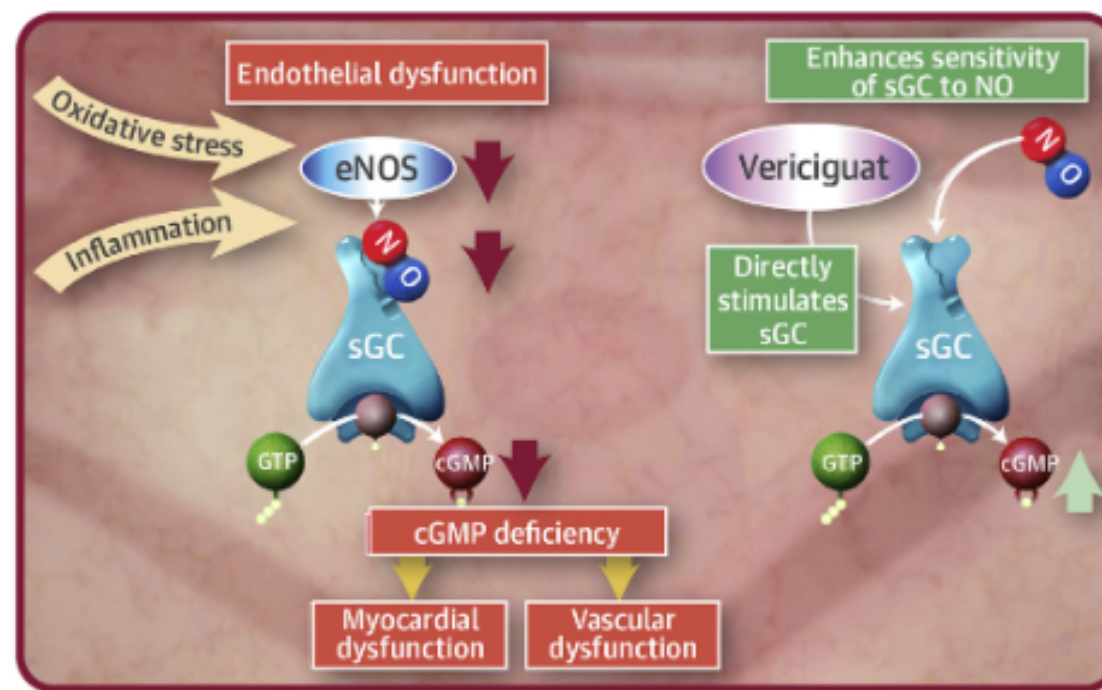 Endothelial dysfunction
Oxidative stress
Inflammation
eNOS
N
O
sGC
GTP
cGMP
cGMP deficiency
Myocardial
dysfunction
Vascular
dysfunction
Enhances sensitivity
of sGC to NO
N
O
Vericiguat
Directly
stimulates
sGC
sGC
GTP
cGMP